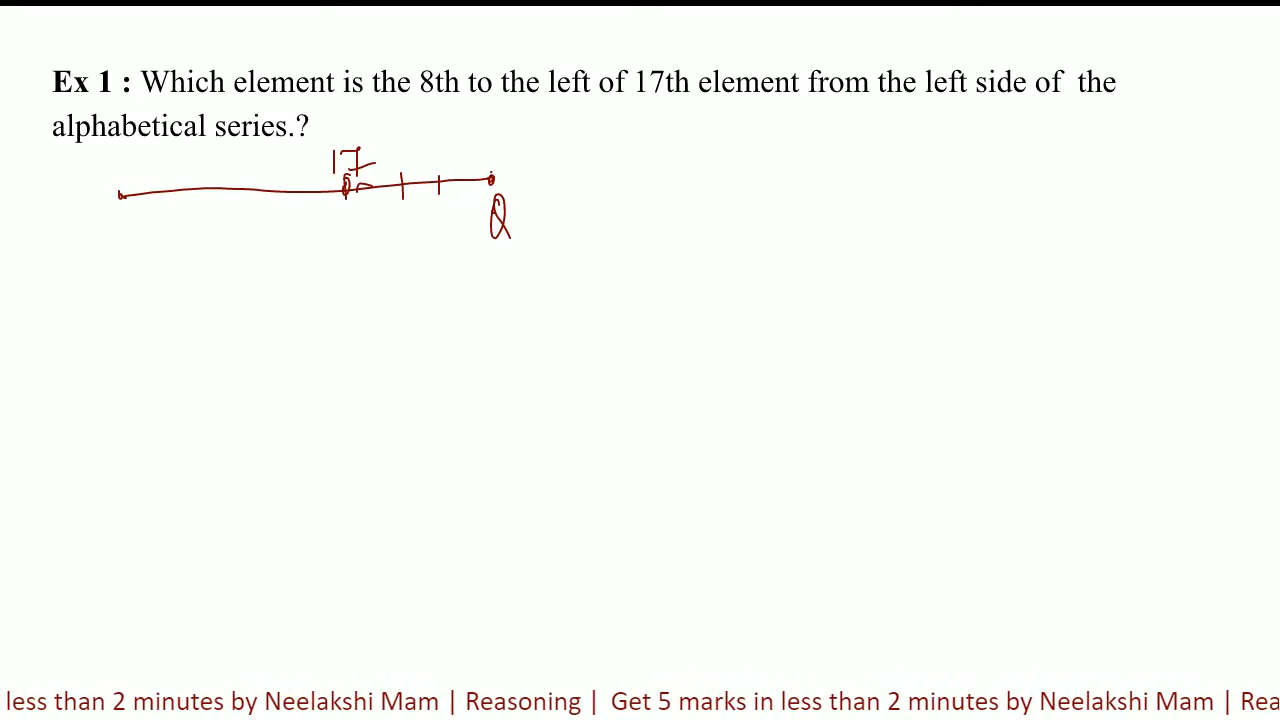 Ex 1 : Which element is the 8th to the left of 17th element from the left side of the
alphabetical series.?
17
Q
less than 2 minutes by Neelakshi Mam | Reasoning | Get 5 marks in less than 2 minutes by Neelakshi Mam | Rea